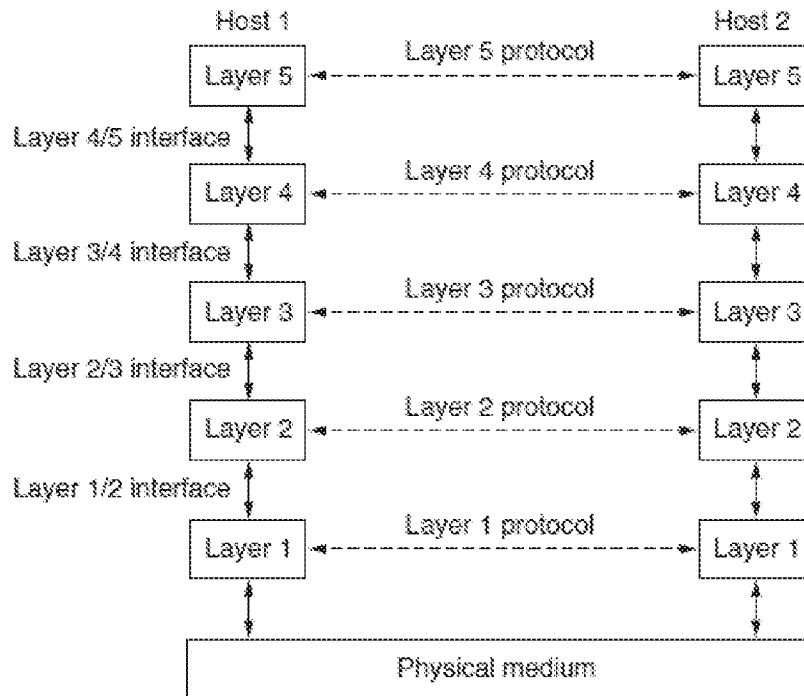 Host 1
Host 2
Layer 5
Layer 5 protocol
Layer 5
Layer 4/5 interface
Layer 4
Layer 4 protocol
Layer 4
Layer 3/4 interface
Layer 3
Layer 3 protocol
Layer 3
Layer 2/3 interface
Layer 2
Layer 2 protocol
Layer 2
Layer 1/2 interface
Layer 1
Layer 1 protocol
Layer 1
Physical medium